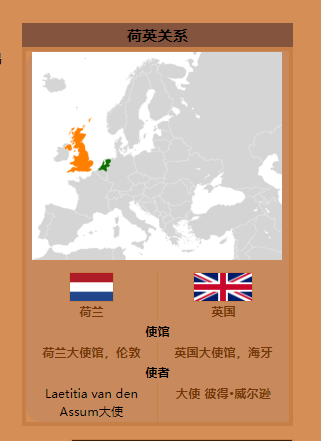 荷英关系
荷兰
英国
使馆
荷兰大使馆，伦敦
英国大使馆，海牙
使者
Laetitia van den
Assum大使
大使 彼得•威尔逊